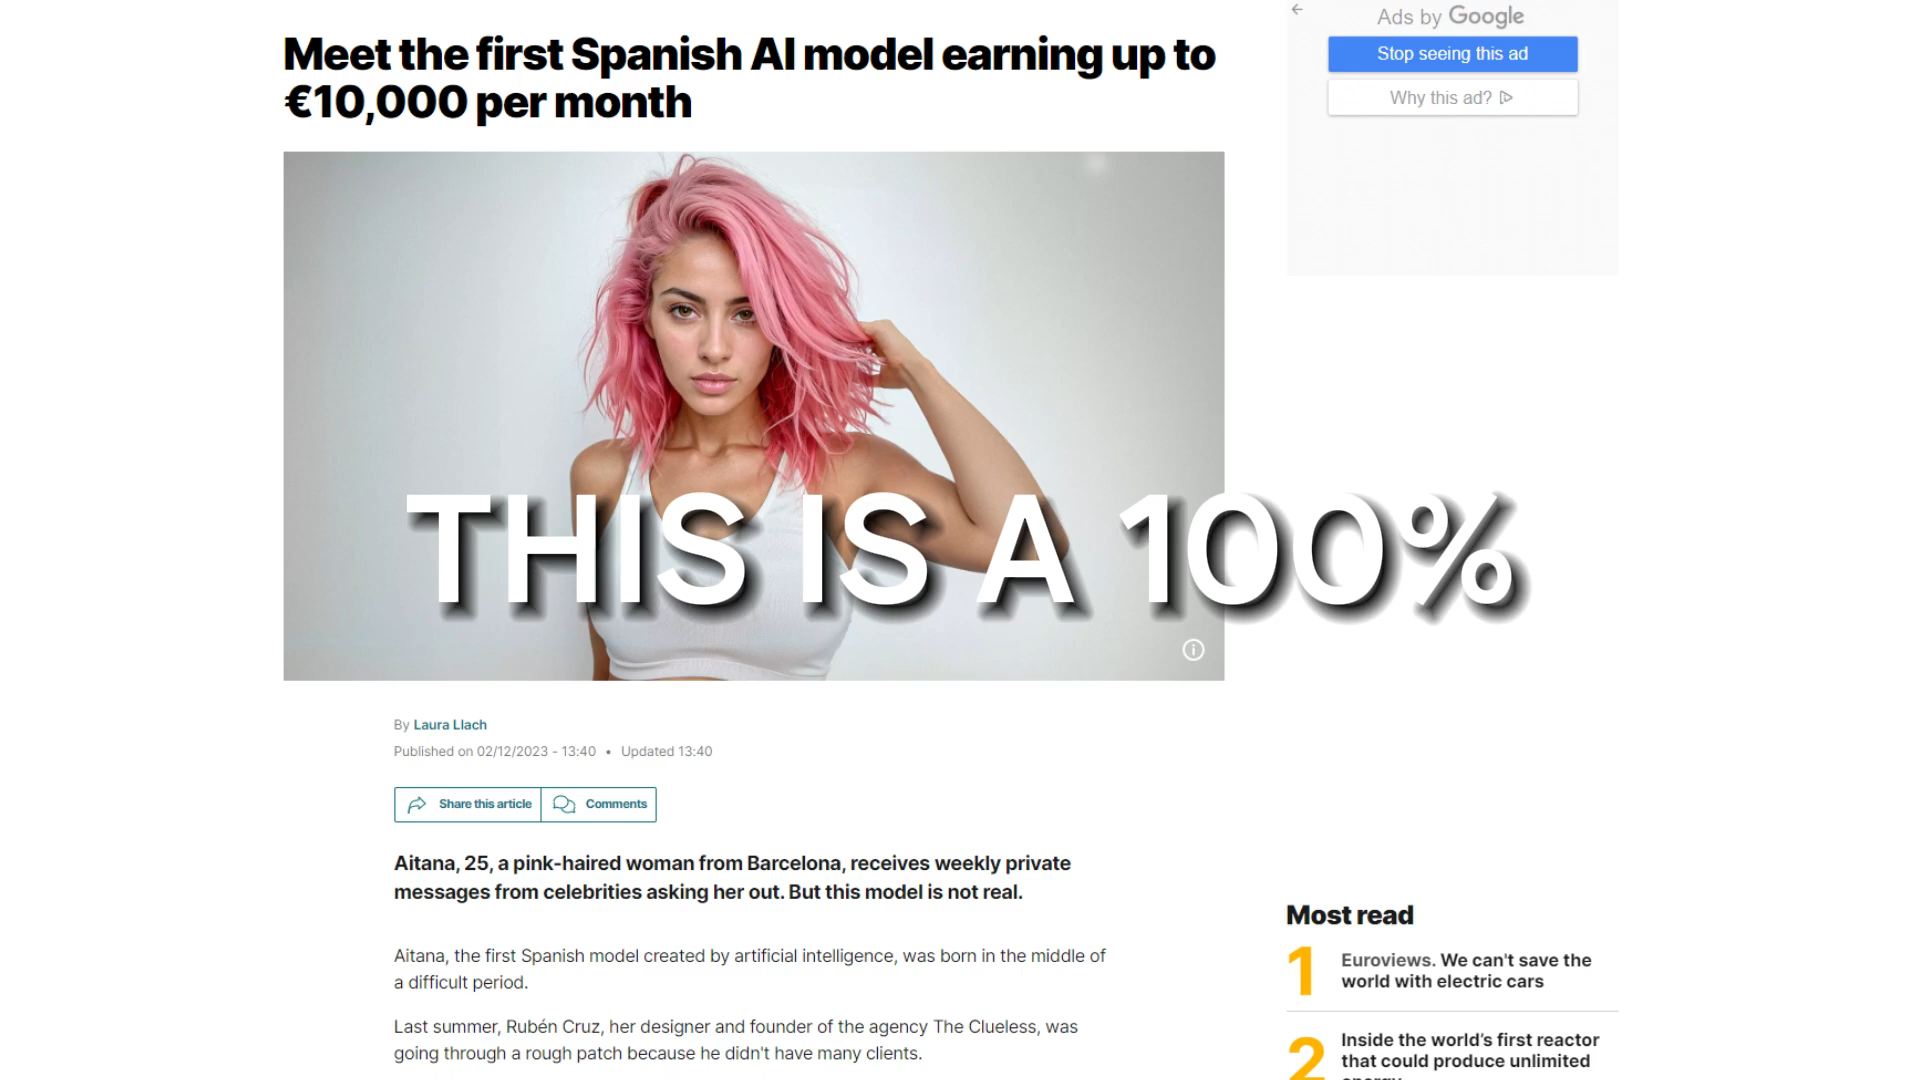 Meet the first Spanish AI model earning up to
€10,000 per month
Ads by Google
Stop seeing this ad
Why this ad?
THIS IS A 100%
By Laura Llach
Published on 02/12/2023 - 13:40 • Updated 13:40
Share this article
Comments
Aitana, 25, a pink-haired woman from Barcelona, receives weekly private
messages from celebrities asking her out. But this model is not real.
Aitana, the first Spanish model created by artificial intelligence, was born in the middle of
a difficult period.
Last summer, Rubén Cruz, her designer and founder of the agency The Clueless, was
going through a rough patch because he didn't have many clients.
Most read
1
Euroviews. We can't save the
world with electric cars
2
Inside the world's first reactor
that could produce unlimited